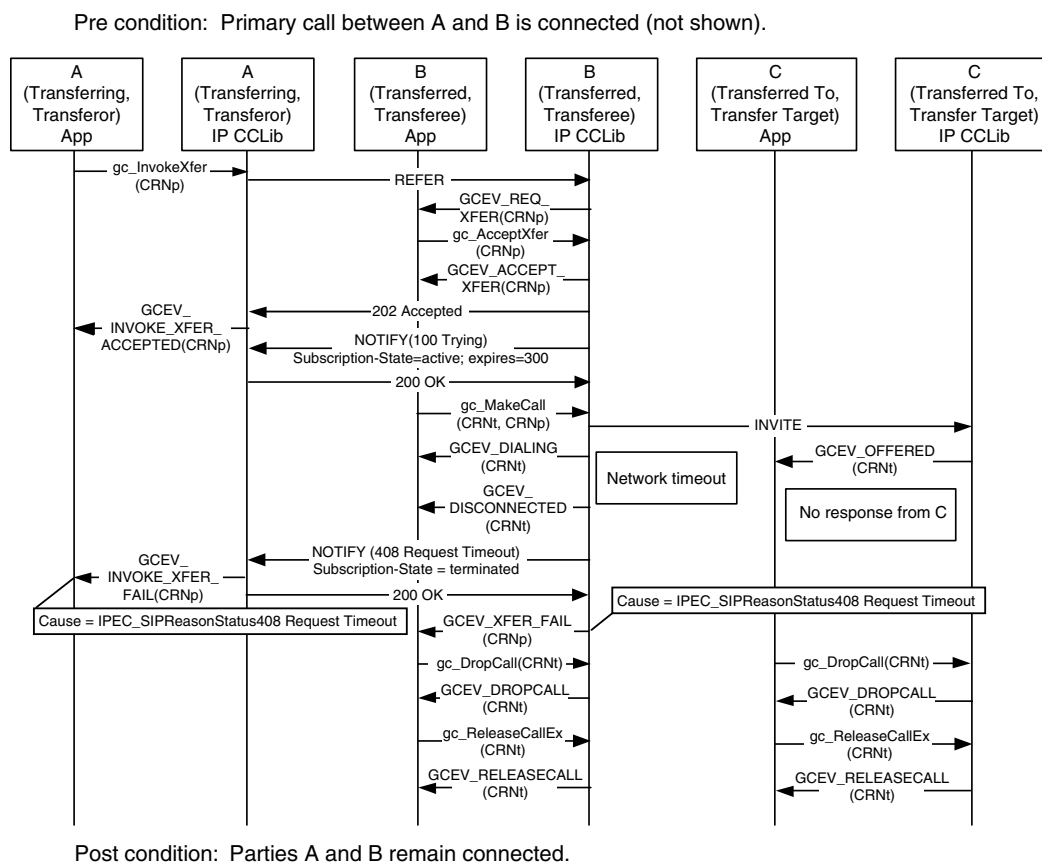 Pre condition: Primary call between A and B is connected (not shown).
A
(Transferring,
Transferor)
App
A
(Transferring,
Transferor)
IP CCLib
B
(Transferred,
Transferee)
App
B
(Transferred,
Transferee)
IP CCLib
C
(Transferred To,
Transfer Target)
App
C
(Transferred To,
Transfer Target)
IP CCLib
gc_InvokeXfer
(CRNp)
REFER
GCEV_REQ_
XFER(CRNp)
gc_AcceptXfer
(CRNp)
GCEV_ACCEPT_
XFER(CRNp)
202 Accepted
GCEV_
INVOKE_XFER_
ACCEPTED(CRNp)
NOTIFY(100 Trying)
Subscription-State=active; expires=300
200 OK
gc_MakeCall
(CRNt, CRNp)
INVITE
GCEV_DIALING
(CRNt)
GCEV_OFFERED
(CRNt)
Network timeout
GCEV_
DISCONNECTED
(CRNt)
No response from C
NOTIFY (408 Request Timeout)
Subscription-State = terminated
GCEV_
INVOKE_XFER_
FAIL(CRNp)
200 OK
Cause = IPEC_SIPReasonStatus408 Request Timeout
Cause = IPEC_SIPReasonStatus408 Request Timeout
GCEV_XFER_FAIL
(CRNp)
gc_DropCall(CRNt)
gc_DropCall(CRNt)
GCEV_DROPCALL
(CRNt)
GCEV_DROPCALL
(CRNt)
gc_ReleaseCallEx
(CRNt)
gc_ReleaseCallEx
(CRNt)
GCEV_RELEASECALL
(CRNt)
GCEV_RELEASECALL
(CRNt)
Post condition: Parties A and B remain connected.